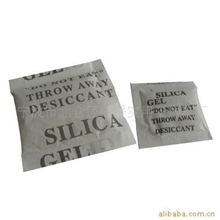 GEL
"DO NOT EAT"
THROW AWAY
DESICCANT
SILICA
GEL
SILICA
GEL
"DO NOT EAT"
THROW AWAY
DESICCANT
alibaba.com.cn